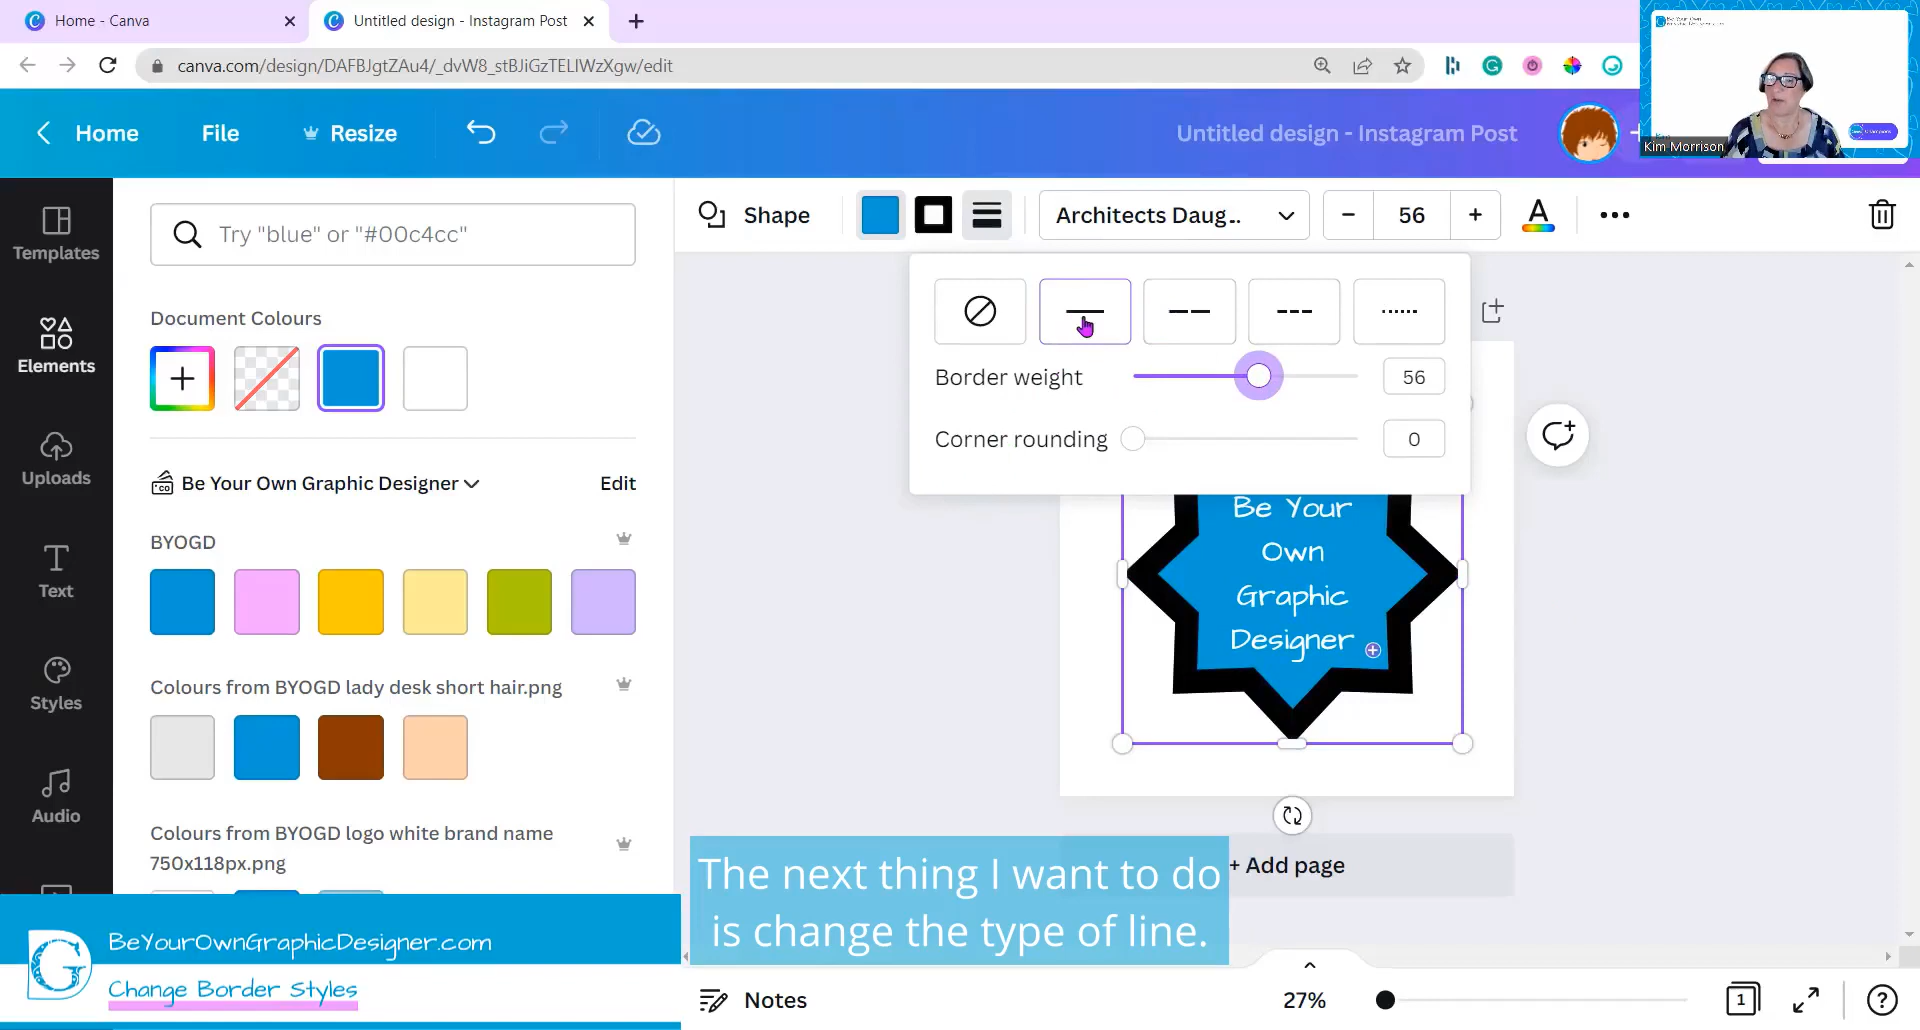 Home - Canva
Untitled design - Instagram Post
canva.com/design/DAFBJgtZAu4/_dvW8_stBJiGzTELIWzXgw/edit
Home
File
Resize
Untitled design - Instagram Post
Kim Morrison
Templates
Elements
Uploads
Text
Styles
Audio
Try "blue" or "#00c4cc"
Document Colours
Be Your Own Graphic Designer
Edit
BYOGD
Colours from BYOGD lady desk short hair.png
Colours from BYOGD logo white brand name
750x118px.png
Shape
Architects Daug...
56
A
Border weight
56
Corner rounding
0
Be Your
Own
Graphic
Designer
+ Add page
The next thing I want to do
is change the type of line.
G
BeYourOwnGraphicDesigner.com
Change Border Styles
Notes
27%
1